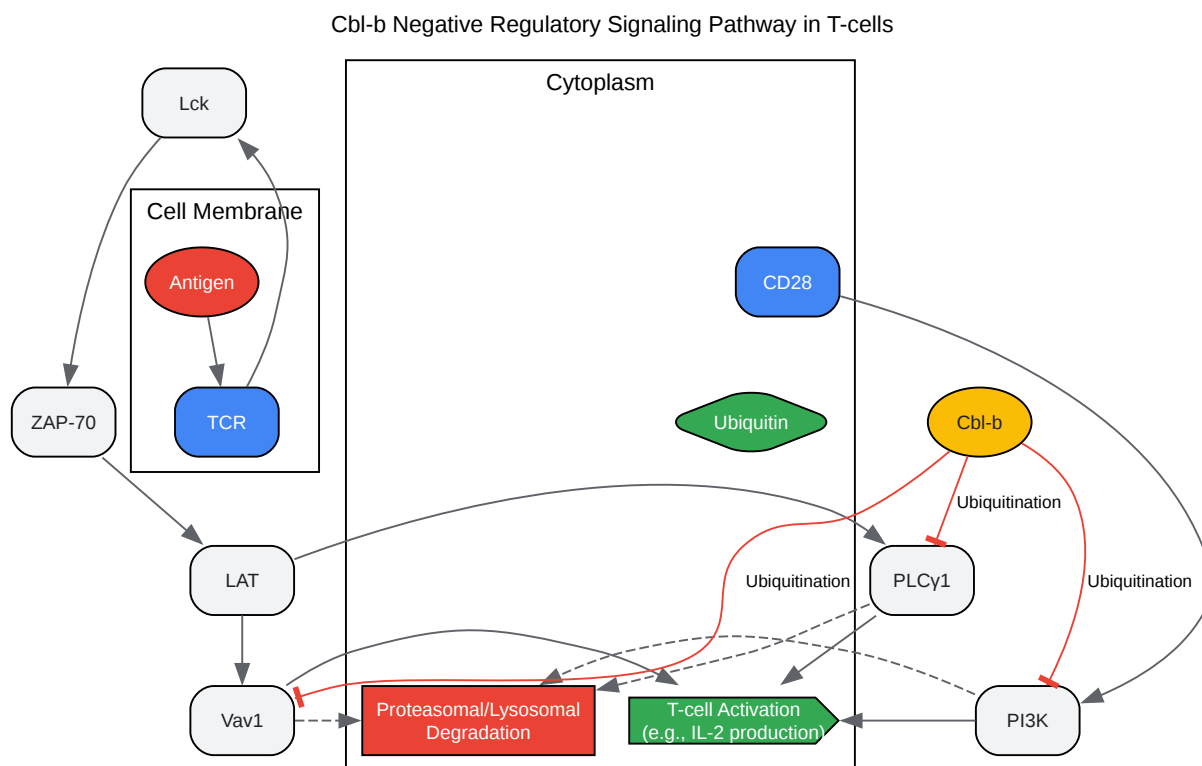 Cbl-b Negative Regulatory Signaling Pathway in T-cells
Cytoplasm
Lck
Cell Membrane
Antigen
CD28
ZAP-70
TCR
Ubiquitin
Cbl-b
Ubiquitination
LAT
Ubiquitination
PLCγ1
Ubiquitination
Vav1
Proteasomal/Lysosomal
Degradation
T-cell Activation
(e.g., IL-2 production)
PI3K